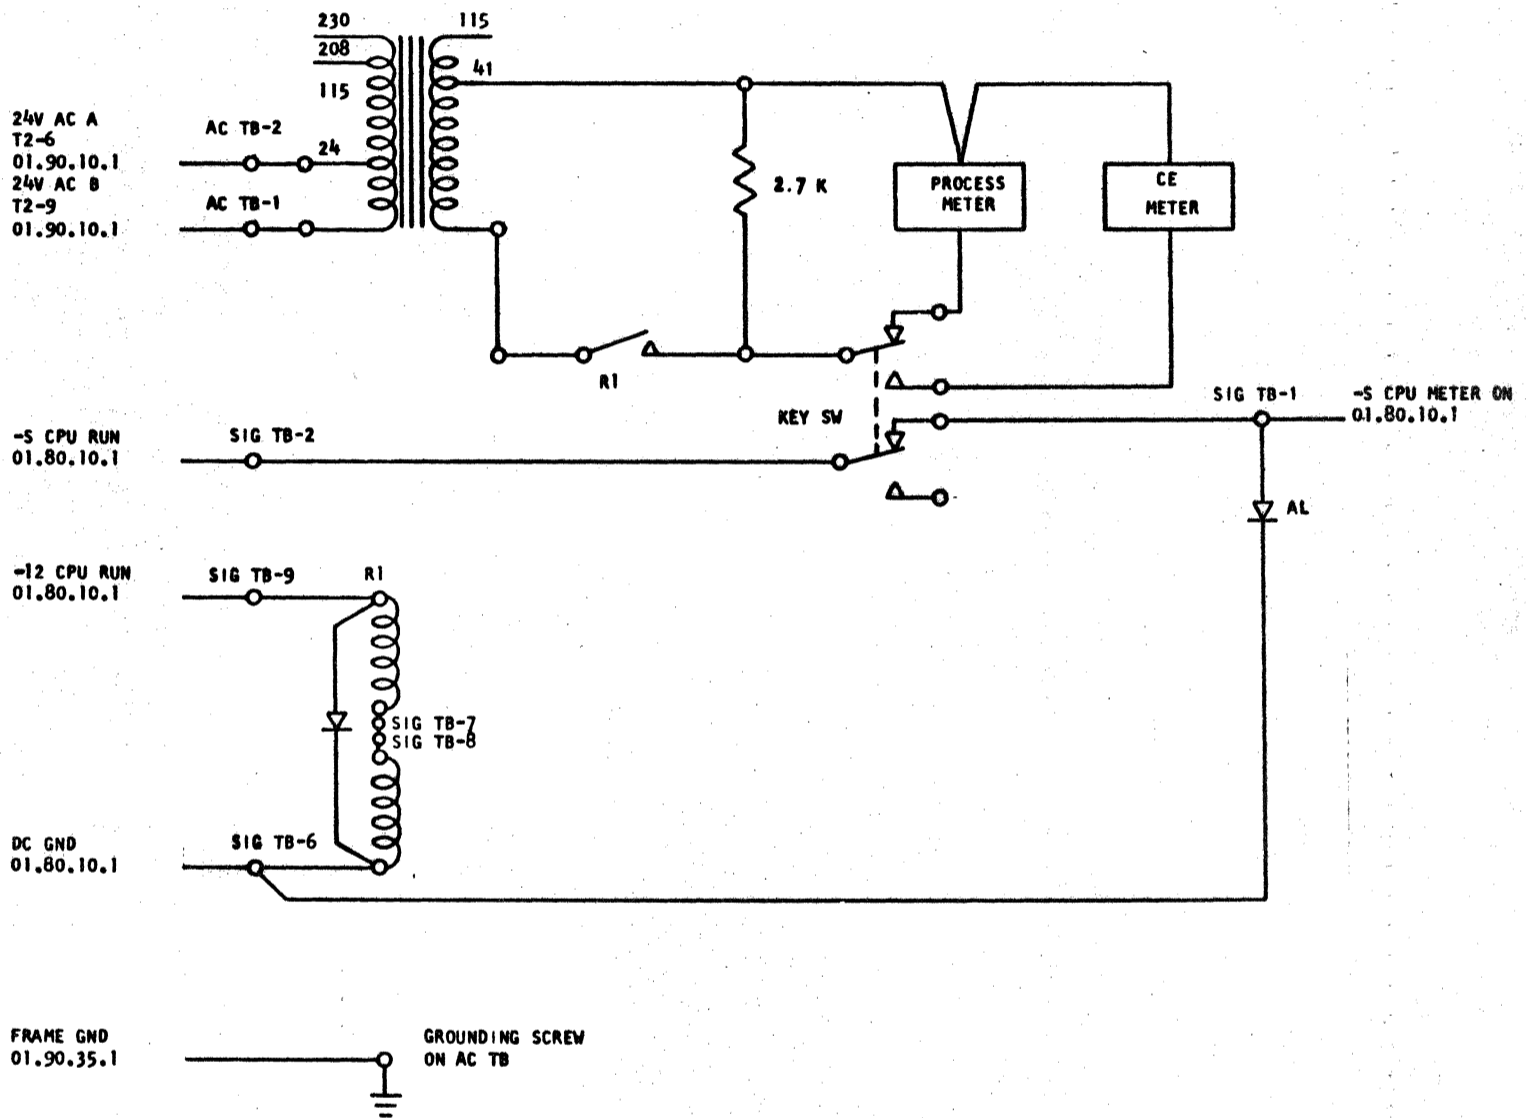 230
208
115
24
115
41
24V AC A
T2-6
01.90.10.1
AC TB-2
24V AC B
T2-9
01.90.10.1
AC TB-1
2.7 K
PROCESS
METER
CE
METER
R1
KEY SW
SIG TB-1
-S CPU METER ON
01.80.10.1
-S CPU RUN
01.80.10.1
SIG TB-2
AL
-12 CPU RUN
01.80.10.1
SIG TB-9
R1
SIG TB-7
SIG TB-8
DC GND
01.80.10.1
SIG TB-6
FRAME GND
01.90.35.1
GROUNDING SCREW
ON AC TB